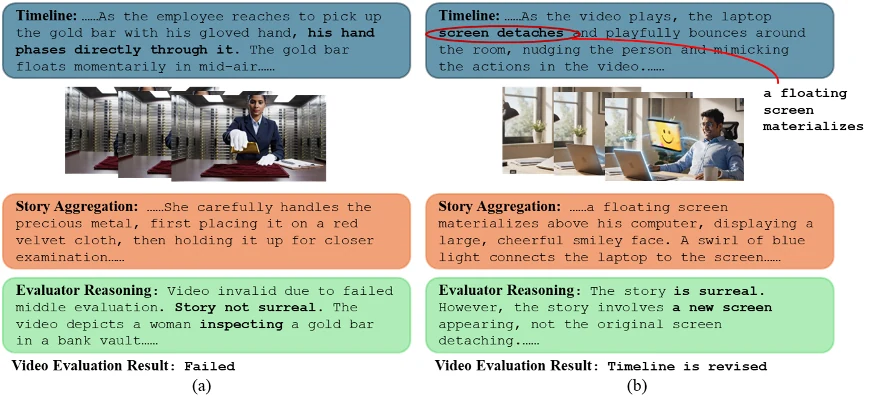 Timeline: ……As the employee reaches to pick up
the gold bar with his gloved hand, his hand
phases directly through it. The gold bar
floats momentarily in mid-air……
Story Aggregation: ……She carefully handles the
precious metal, first placing it on a red
velvet cloth, then holding it up for closer
examination……
Evaluator Reasoning: Video invalid due to failed
middle evaluation. Story not surreal. The
video depicts a woman inspecting a gold bar
in a bank vault……
Video Evaluation Result: Failed
(a)
Timeline: ……As the video plays, the laptop
screen detaches and playfully bounces around
the room, nudging the person and mimicking
the actions in the video.……
a floating
screen
materializes
Story Aggregation: ……a floating screen
materializes above his computer, displaying a
large, cheerful smiley face. A swirl of blue
light connects the laptop to the screen……
Evaluator Reasoning: The story is surreal.
However, the story involves a new screen
appearing, not the original screen
detaching.……
Video Evaluation Result: Timeline is revised
(b)